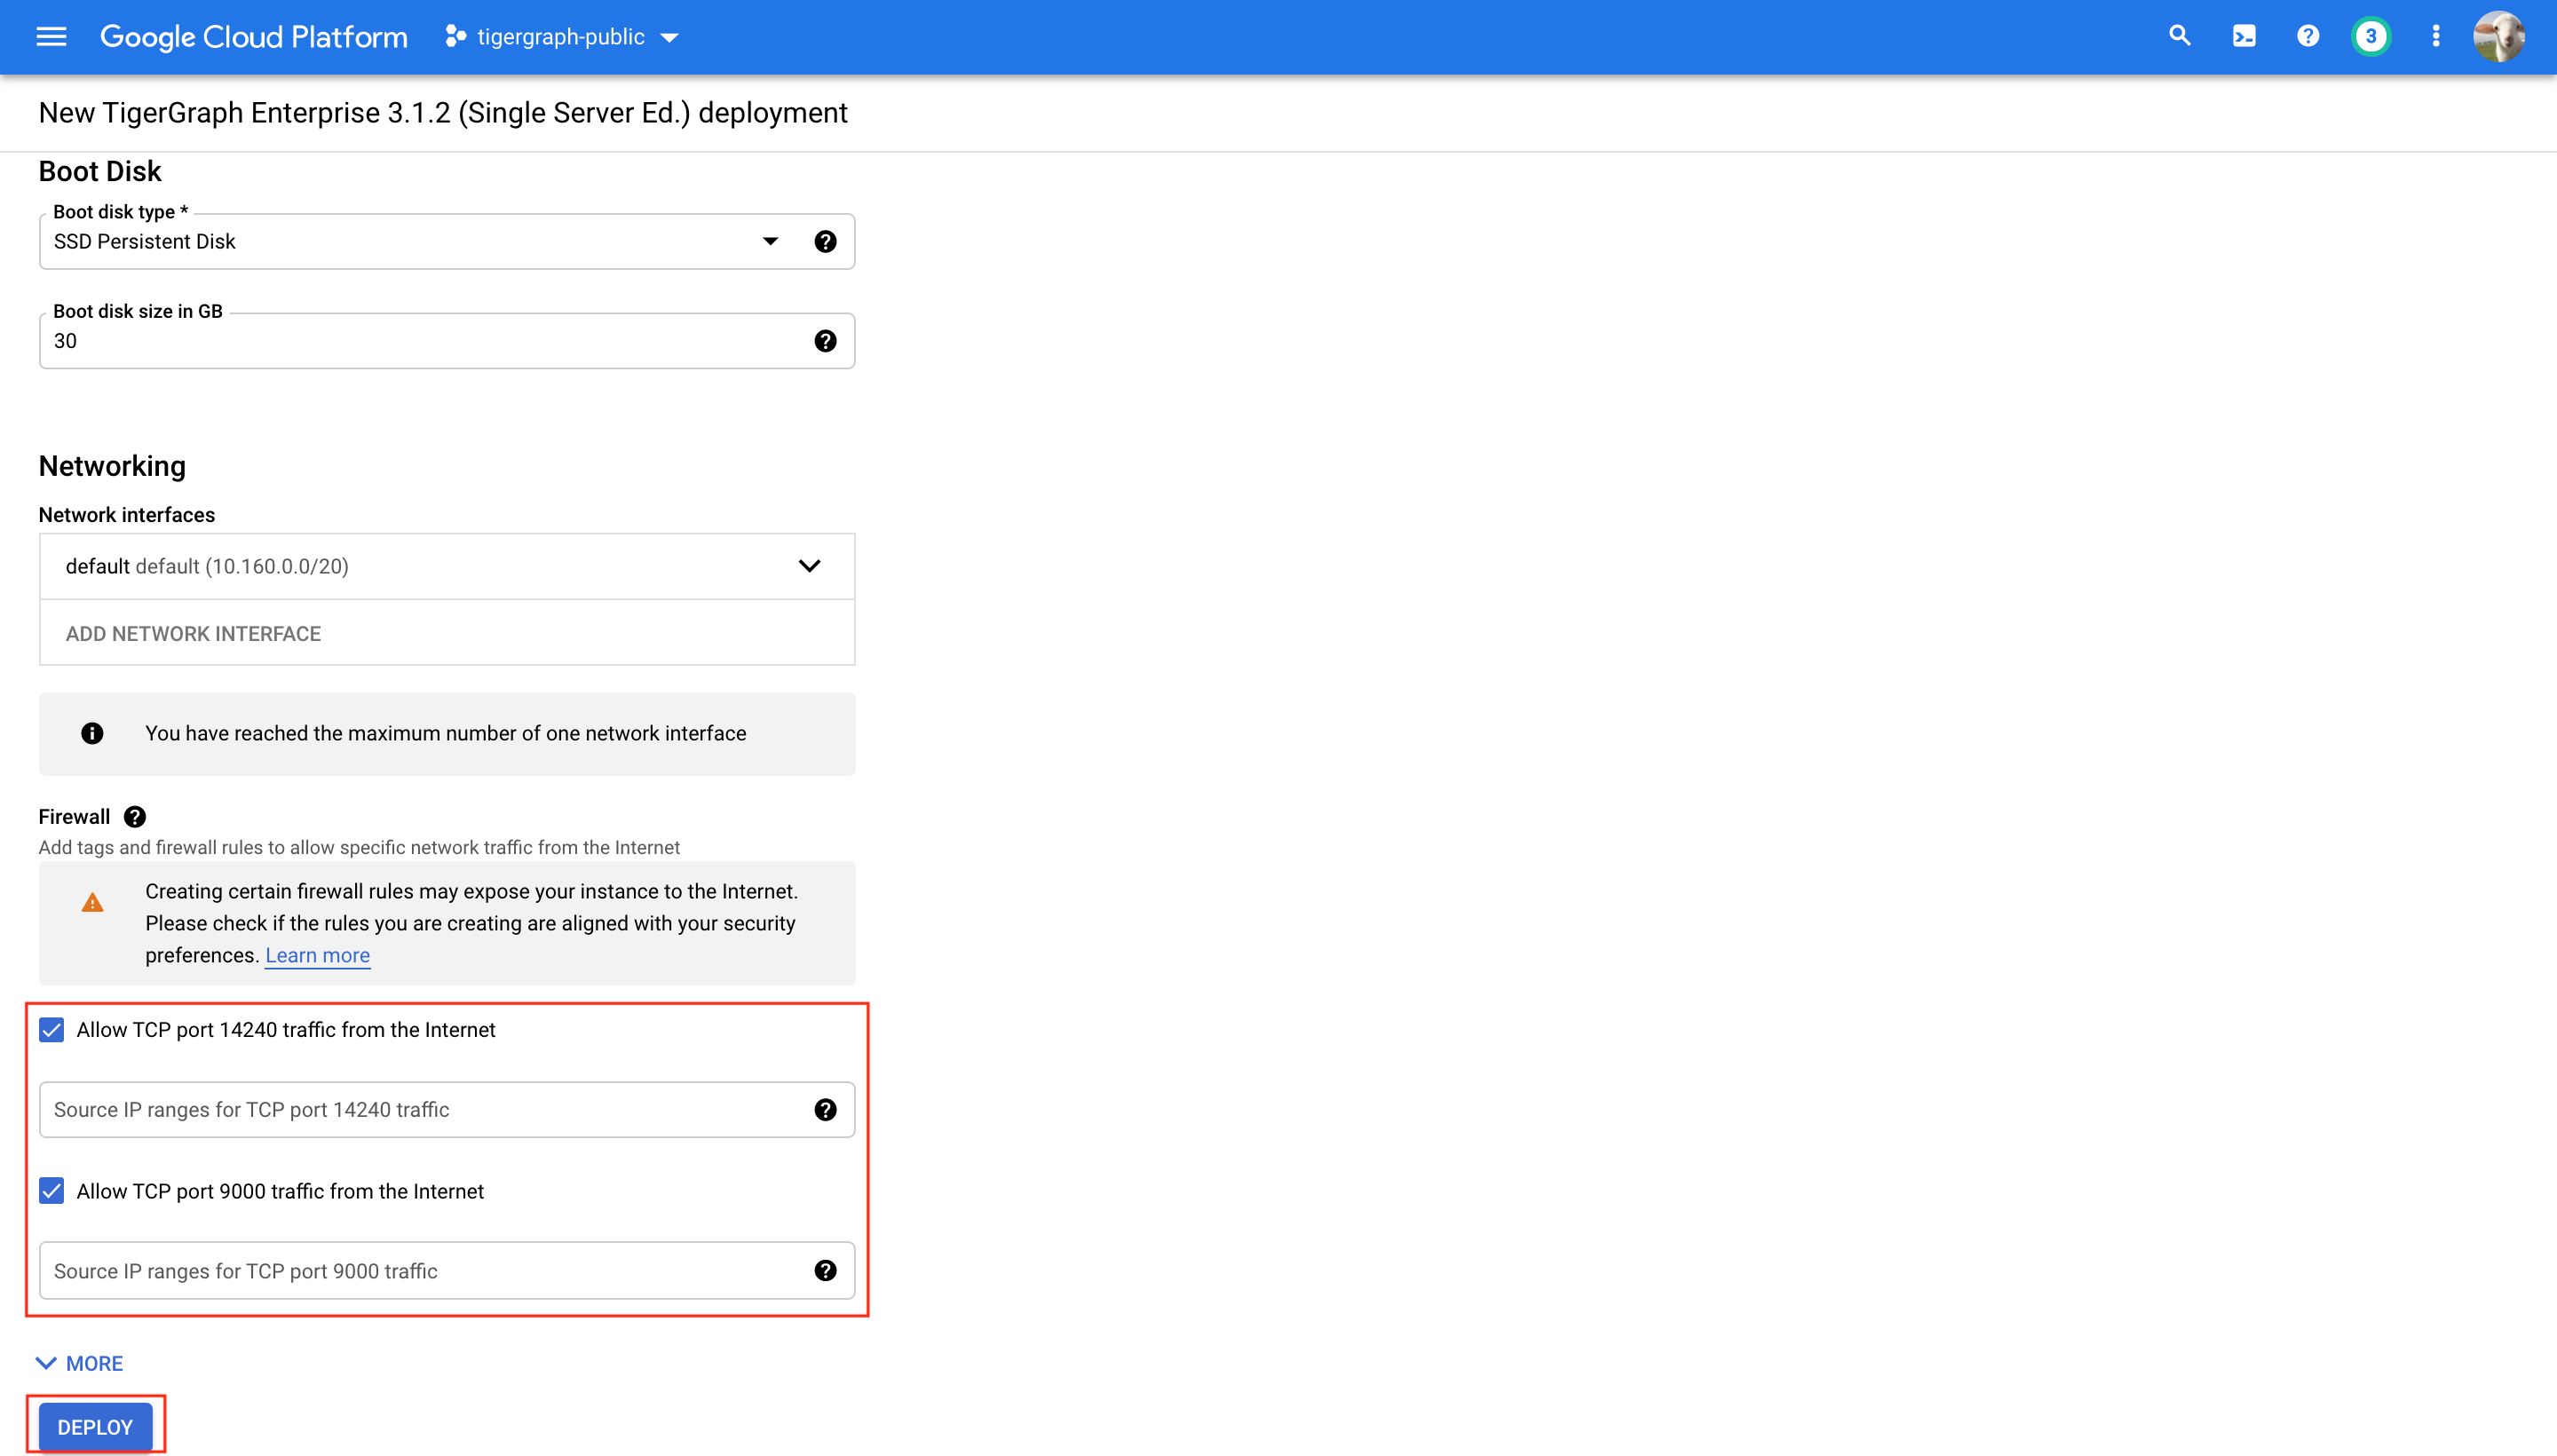 Google Cloud Platform
tigergraph-public
3
New TigerGraph Enterprise 3.1.2 (Single Server Ed.) deployment
Boot Disk
Boot disk type *
SSD Persistent Disk
Boot disk size in GB
30
Networking
Network interfaces
default default (10.160.0.0/20)
ADD NETWORK INTERFACE
You have reached the maximum number of one network interface
Firewall
Add tags and firewall rules to allow specific network traffic from the Internet
Creating certain firewall rules may expose your instance to the Internet.
Please check if the rules you are creating are aligned with your security
preferences. Learn more
Allow TCP port 14240 traffic from the Internet
Source IP ranges for TCP port 14240 traffic
Allow TCP port 9000 traffic from the Internet
Source IP ranges for TCP port 9000 traffic
MORE
DEPLOY